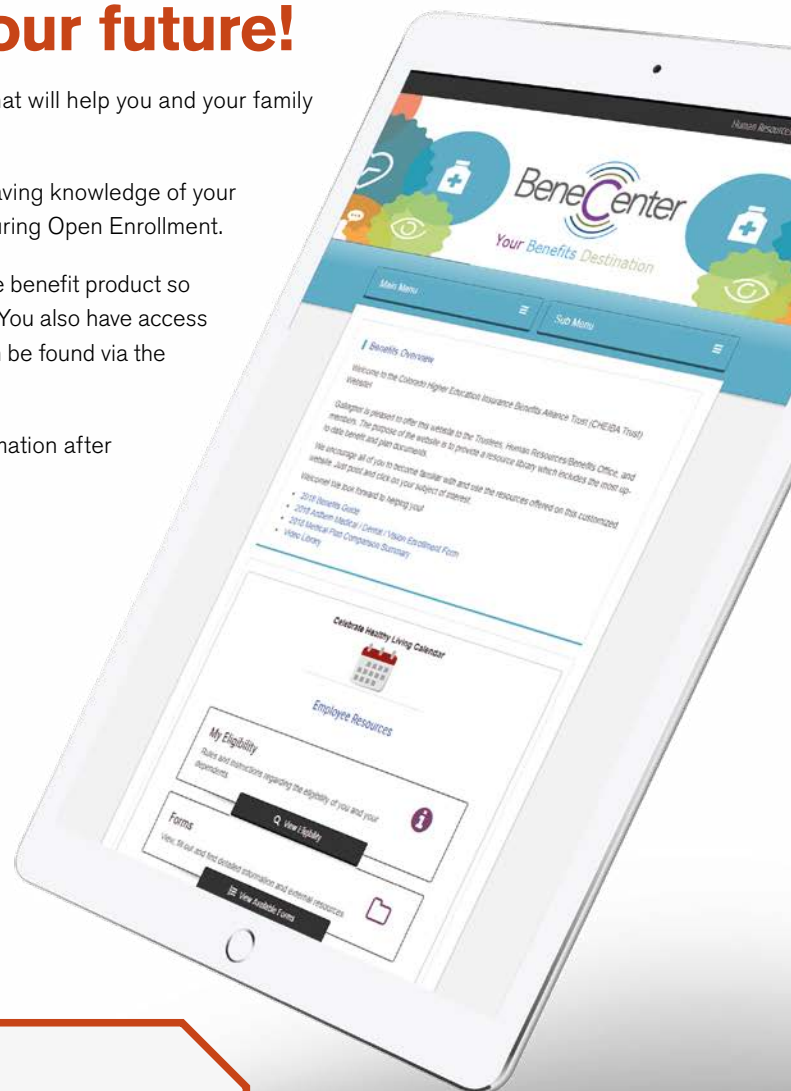 our future!
hat will help you and your family
aving knowledge of your
uring Open Enrollment.
e benefit product so
You also have access
n be found via the
mation after
Human Resources
BeneCenter
Your Benefits Destination
Main Menu
Sub Menu
Benefits Overview
Welcome to the Colorado Higher Education Insurance Benefits Alliance Trust (CHEIBA Trust)
Website!
Gallagher is pleased to offer this website to the Trustees, Human Resources/Benefits Office, and
members. The purpose of the website is to provide a resource library which includes the most up-
to-date benefit and plan documents.
We encourage all of you to become familiar with and use the resources offered on this customized
website. Just point and click on your subject of interest.
Welcome! We look forward to helping you!
• 2018 Benefits Guide
• 2018 Anthem Medical / Dental / Vision Enrollment Form
• 2018 Medical Plan Comparison Summary
• Video Library
Celebrate Healthy Living Calendar
Employee Resources
My Eligibility
Rules and instructions regarding the eligibility of you and your
dependents.
View Eligibility
Forms
View, fill out and find detailed information and external resources
View Available Forms